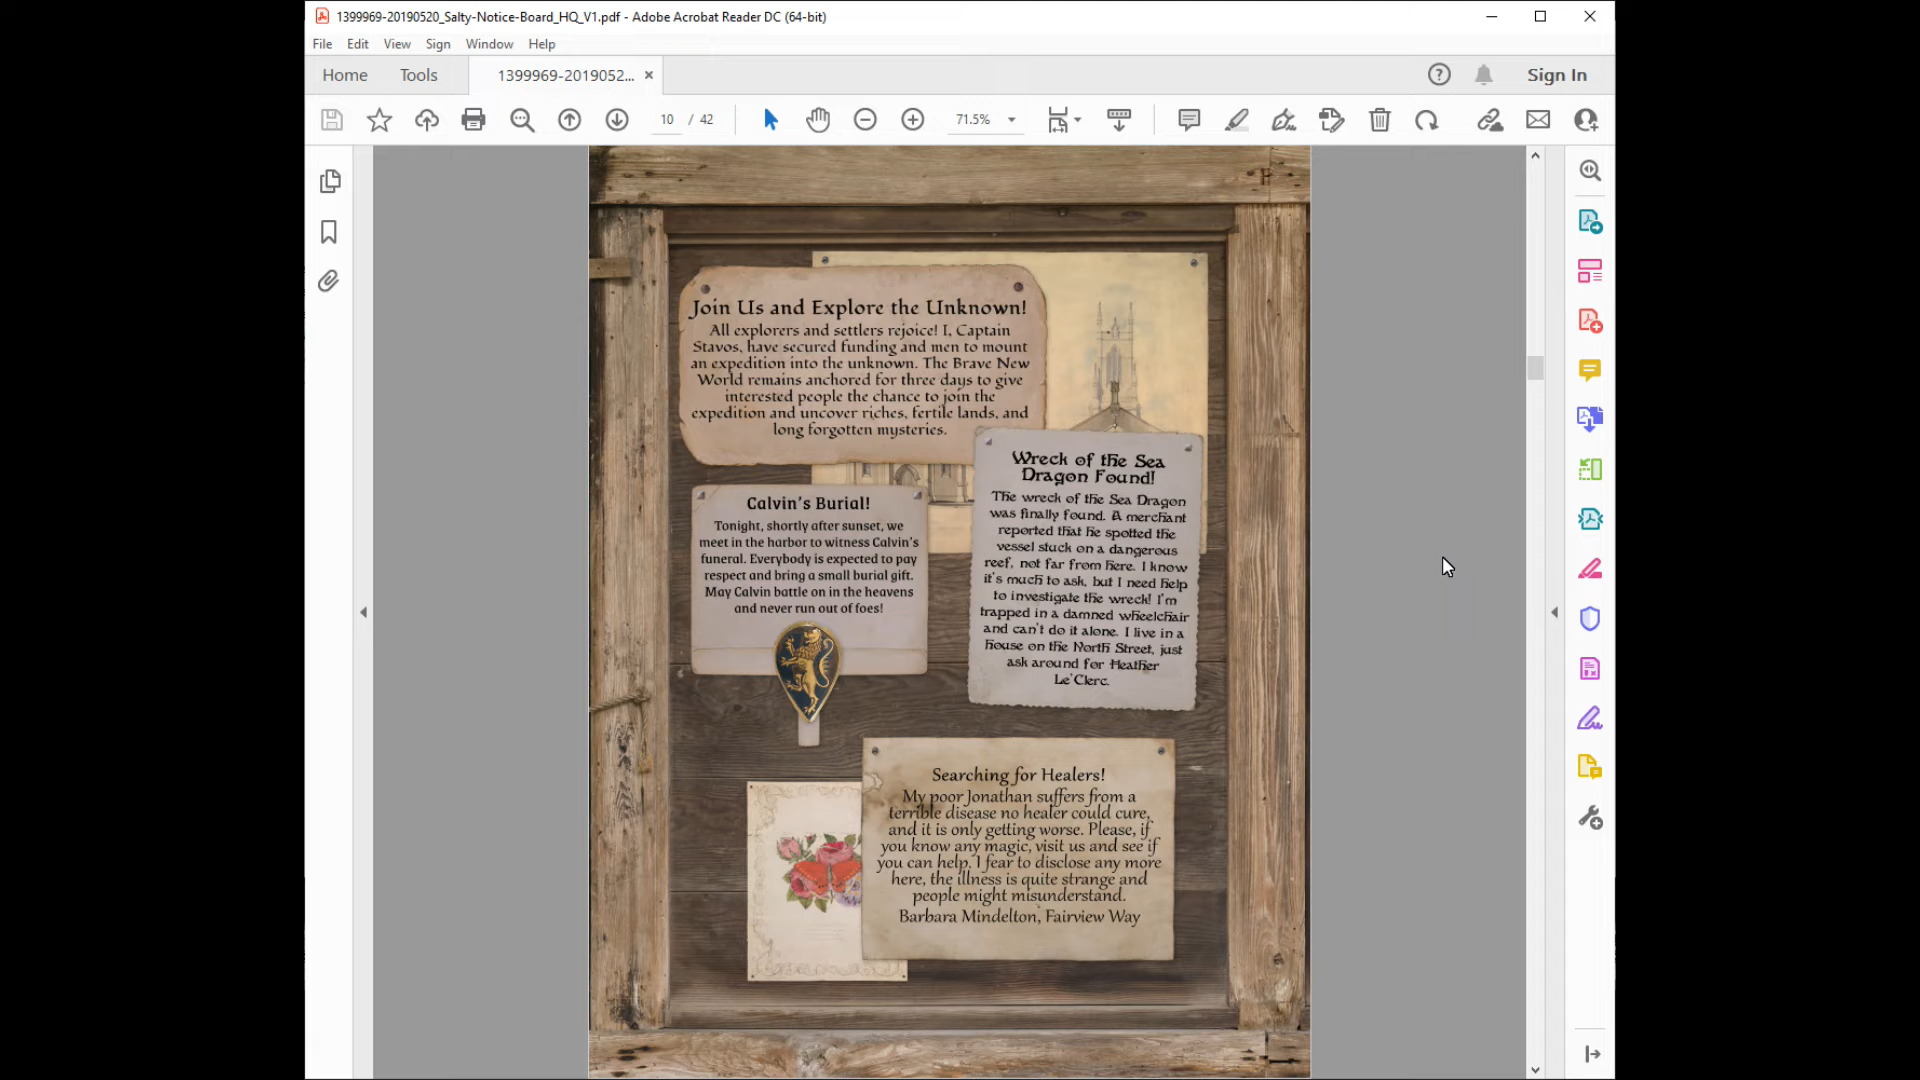 1399969-20190520_Salty-Notice-Board_HQ_V1.pdf - Adobe Acrobat Reader DC (64-bit)
File Edit View Sign Window Help
Home Tools 1399969-2019052... Sign In
10 / 42 71.5%
Join Us and Explore the Unknown!
All explorers and settlers rejoice! I, Captain
Stavos, have secured funding and men to mount
an expedition into the unknown. The Brave New
World remains anchored for three days to give
interested people the chance to join the
expedition and uncover riches, fertile lands, and
long forgotten mysteries.
Wreck of the Sea
Dragon Found!
The wreck of the Sea Dragon
was finally found. A merchant
reported that he spotted the
vessel stuck on a dangerous
reef, not far from here. I know
it's much to ask, but I need help
to investigate the wreck! I'm
trapped in a damned wheelchair
and can't do it alone. I live in a
house on the North Street, just
ask around for Heather
Le'Clerc.
Calvin's Burial!
Tonight, shortly after sunset, we
meet in the harbor to witness Calvin's
funeral. Everybody is expected to pay
respect and bring a small burial gift.
May Calvin battle on in the heavens
and never run out of foes!
Searching for Healers!
My poor Jonathan suffers from a
terrible disease no healer could cure,
and it is only getting worse. Please, if
you know any magic, visit us and see if
you can help. I fear to disclose any more
here, the illness is quite strange and
people might misunderstand.
Barbara Mindelton, Fairview Way